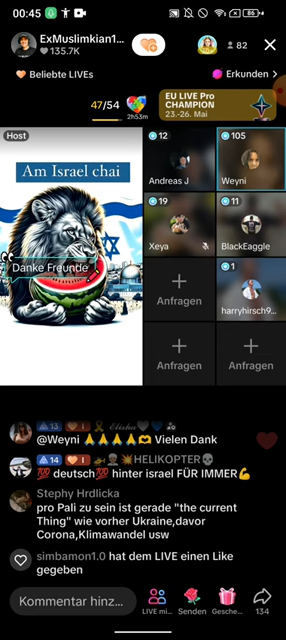 00:45
86%
ExMuslimkian1...
135.7K
82
Beliebte LIVEs
Erkunden
47/54
2h53m
EU LIVE Pro
CHAMPION
23.-26. Mai
Host
Am Israel chai
Danke Freunde
12
Andreas J
105
Weyni
19
Xeya
11
BlackEaggle
Anfragen
1
harryhirsch9...
Anfragen
Anfragen
13 1 Elisha
@Weyni 🙏🙏🙏🙏🫶 Vielen Dank
14 1 HELIKOPTER
💯 deutsch💯 hinter israel FÜR IMMER💪
Stephy Hrdlicka
pro Pali zu sein ist gerade "the current
Thing" wie vorher Ukraine,davor
Corona,Klimawandel usw
simbamon1.0 hat dem LIVE einen Like
gegeben
Kommentar hinz...
LIVE mi...
Senden
Gesche...
134